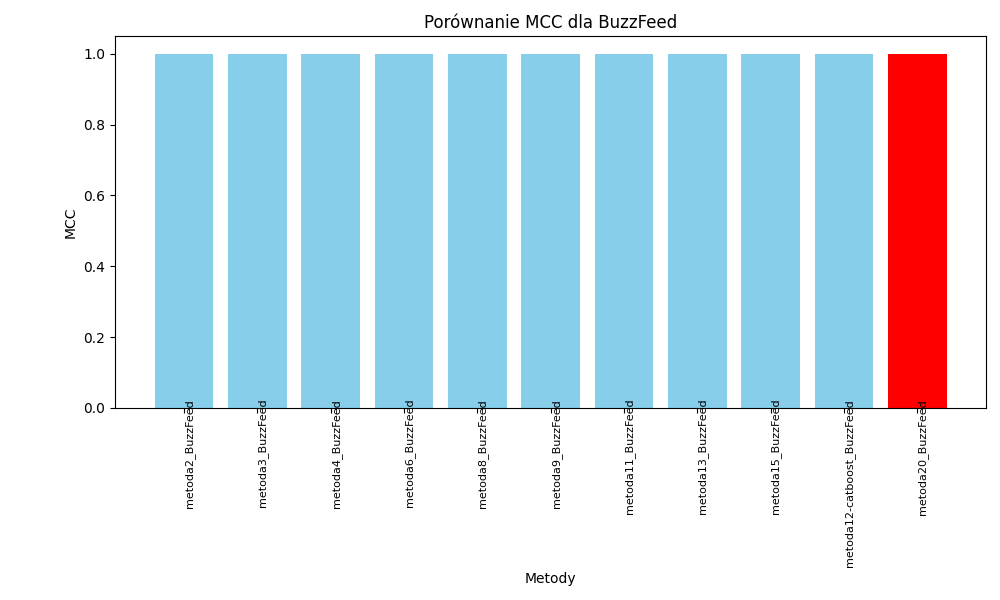 Porównanie MCC dla BuzzFeed
MCC
1.0
0.8
0.6
0.4
0.2
0.0
metoda2_BuzzFeed
metoda3_BuzzFeed
metoda4_BuzzFeed
metoda6_BuzzFeed
metoda8_BuzzFeed
metoda9_BuzzFeed
metoda11_BuzzFeed
metoda13_BuzzFeed
metoda15_BuzzFeed
metoda12-catboost_BuzzFeed
metoda20_BuzzFeed
Metody